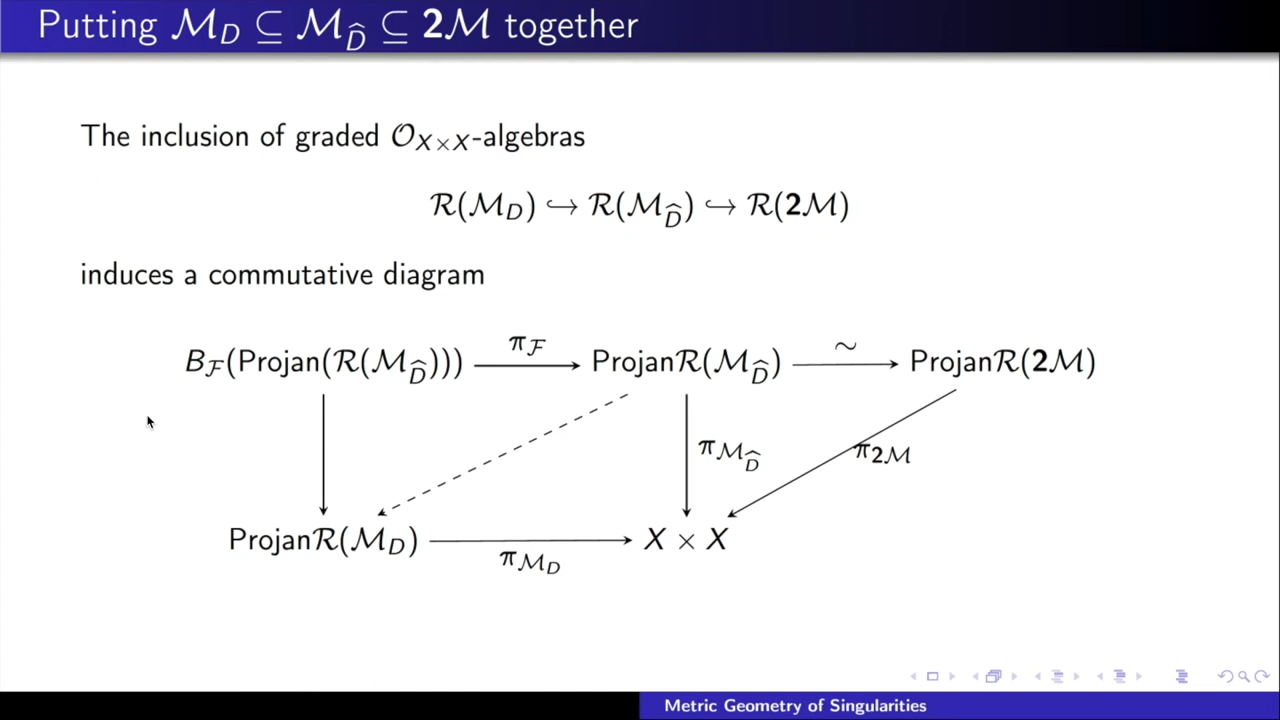 Putting 𝓜_D ⊆ 𝓜_D̂ ⊆ 𝟐𝓜 together
The inclusion of graded 𝒪_{X×X}-algebras
𝓡(𝓜_D) ↪ 𝓡(𝓜_D̂) ↪ 𝓡(𝟐𝓜)
induces a commutative diagram
B_𝓕(Projan(𝓡(𝓜_D̂))) π_𝓕 Projan𝓡(𝓜_D̂) ∼ Projan𝓡(𝟐𝓜)
π_{𝓜_D̂} π_{𝟐𝓜}
Projan𝓡(𝓜_D) π_{𝓜_D} X × X
Metric Geometry of Singularities